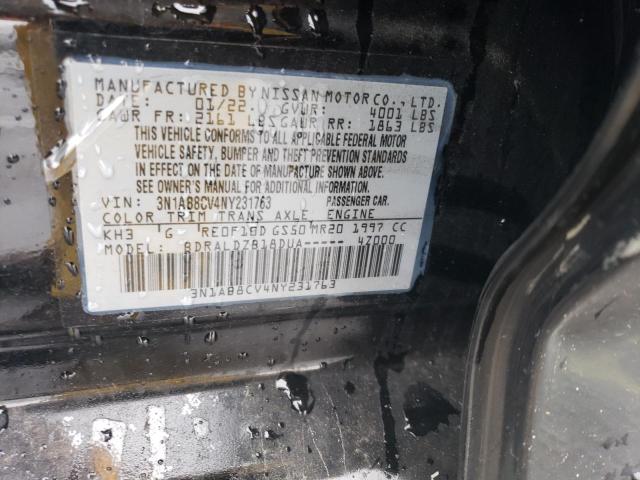 MANUFACTURED BY NISSAN MOTOR CO., LTD.
DATE: 01/22 GVWR: 4001 LBS
GAWR FR: 2161 LBS GAWR RR: 1863 LBS
THIS VEHICLE CONFORMS TO ALL APPLICABLE FEDERAL MOTOR
VEHICLE SAFETY, BUMPER AND THEFT PREVENTION STANDARDS
IN EFFECT ON THE DATE OF MANUFACTURE SHOWN ABOVE.
SEE OWNER'S MANUAL FOR ADDITIONAL INFORMATION.
VIN: 3N1AB8CV4NY231763 PASSENGER CAR.
COLOR TRIM TRANS AXLE, ENGINE
KH3 G RE0F18D GS50 MR20 1997 CC
MODEL: BDRALDZB18DUA----- 4Z000
3N1AB8CV4NY231763